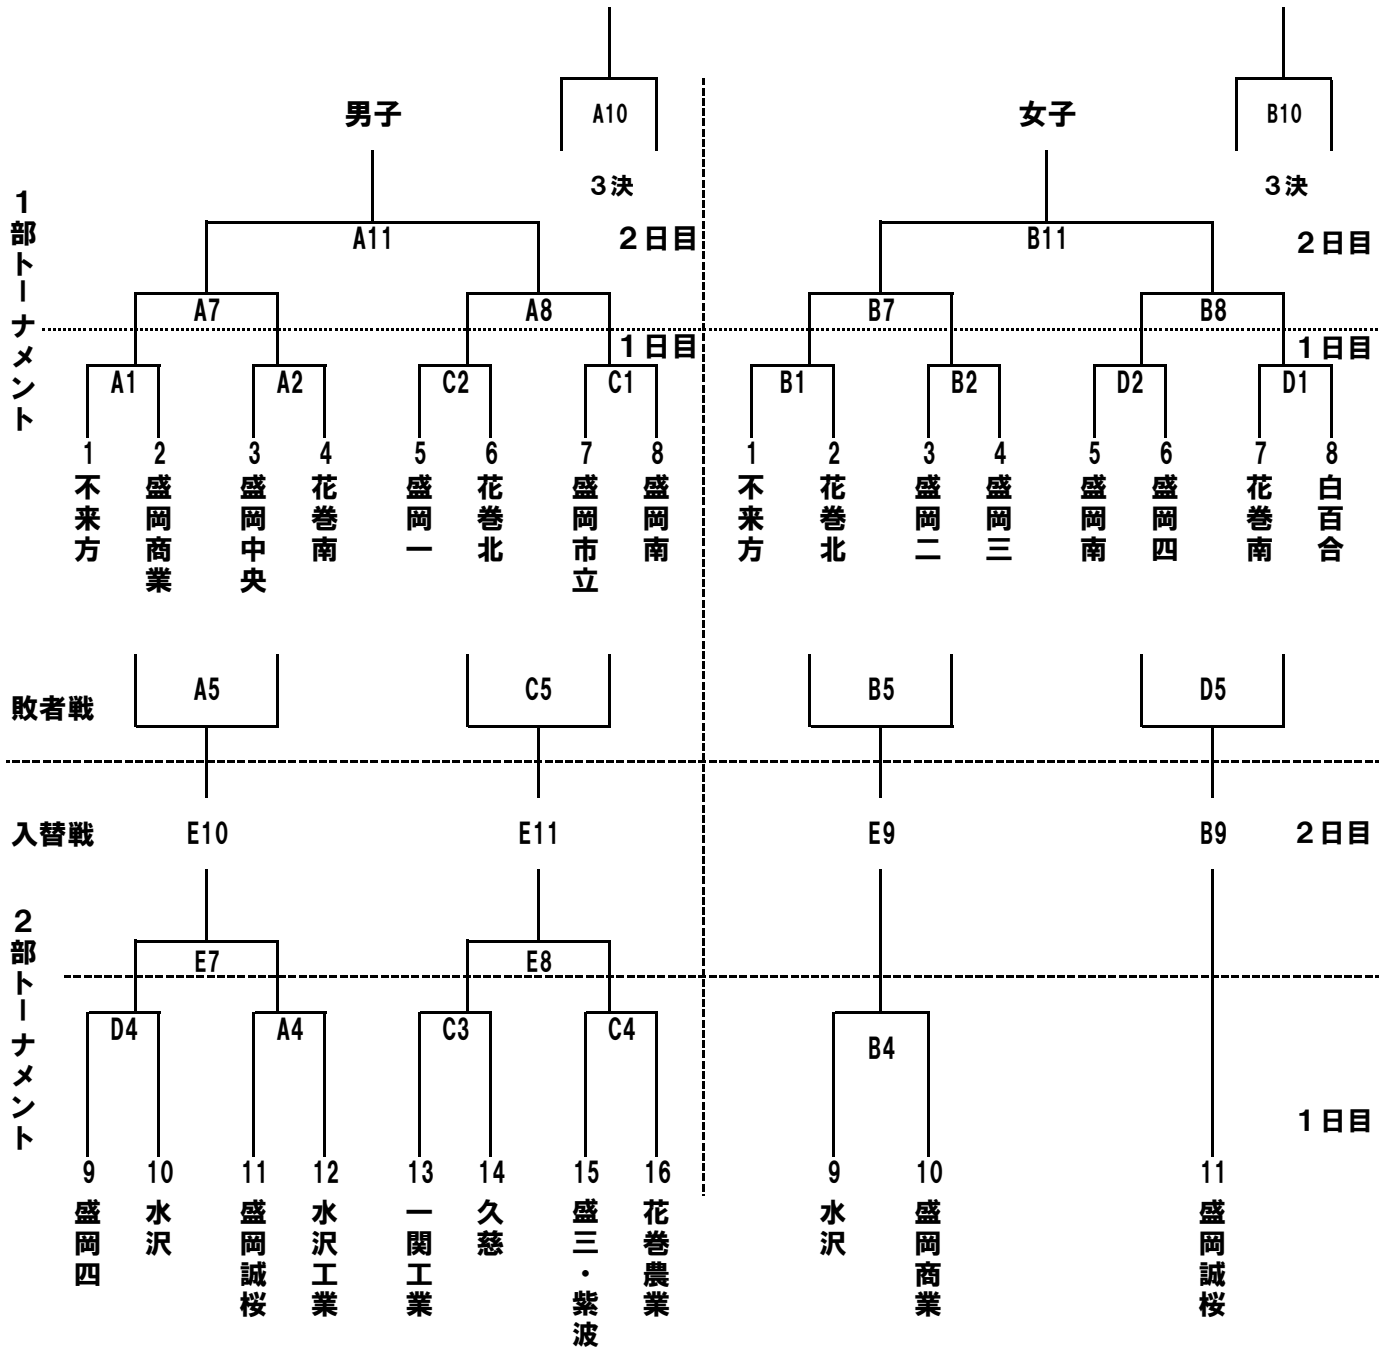 男子
A10
女子
B10
3決
3決
1部トーナメント
A11
2日目
B11
2日目
A7
A8
B7
B8
1日目
1日目
A1
A2
C2
C1
B1
B2
D2
D1
1
2
3
4
5
6
7
8
1
2
3
4
5
6
7
8
不来方
盛岡商業
盛岡中央
花巻南
盛岡一
花巻北
盛岡市立
盛岡南
不来方
花巻北
盛岡二
盛岡三
盛岡南
盛岡四
花巻南
白百合
敗者戦
A5
C5
B5
D5
入替戦
E10
E11
E9
B9
2日目
2部トーナメント
E7
E8
D4
A4
C3
C4
B4
1日目
9
10
11
12
13
14
15
16
9
10
11
盛岡四
水沢
盛岡誠桜
水沢工業
一関工業
久慈
盛三・紫波
花巻農業
水沢
盛岡商業
盛岡誠桜